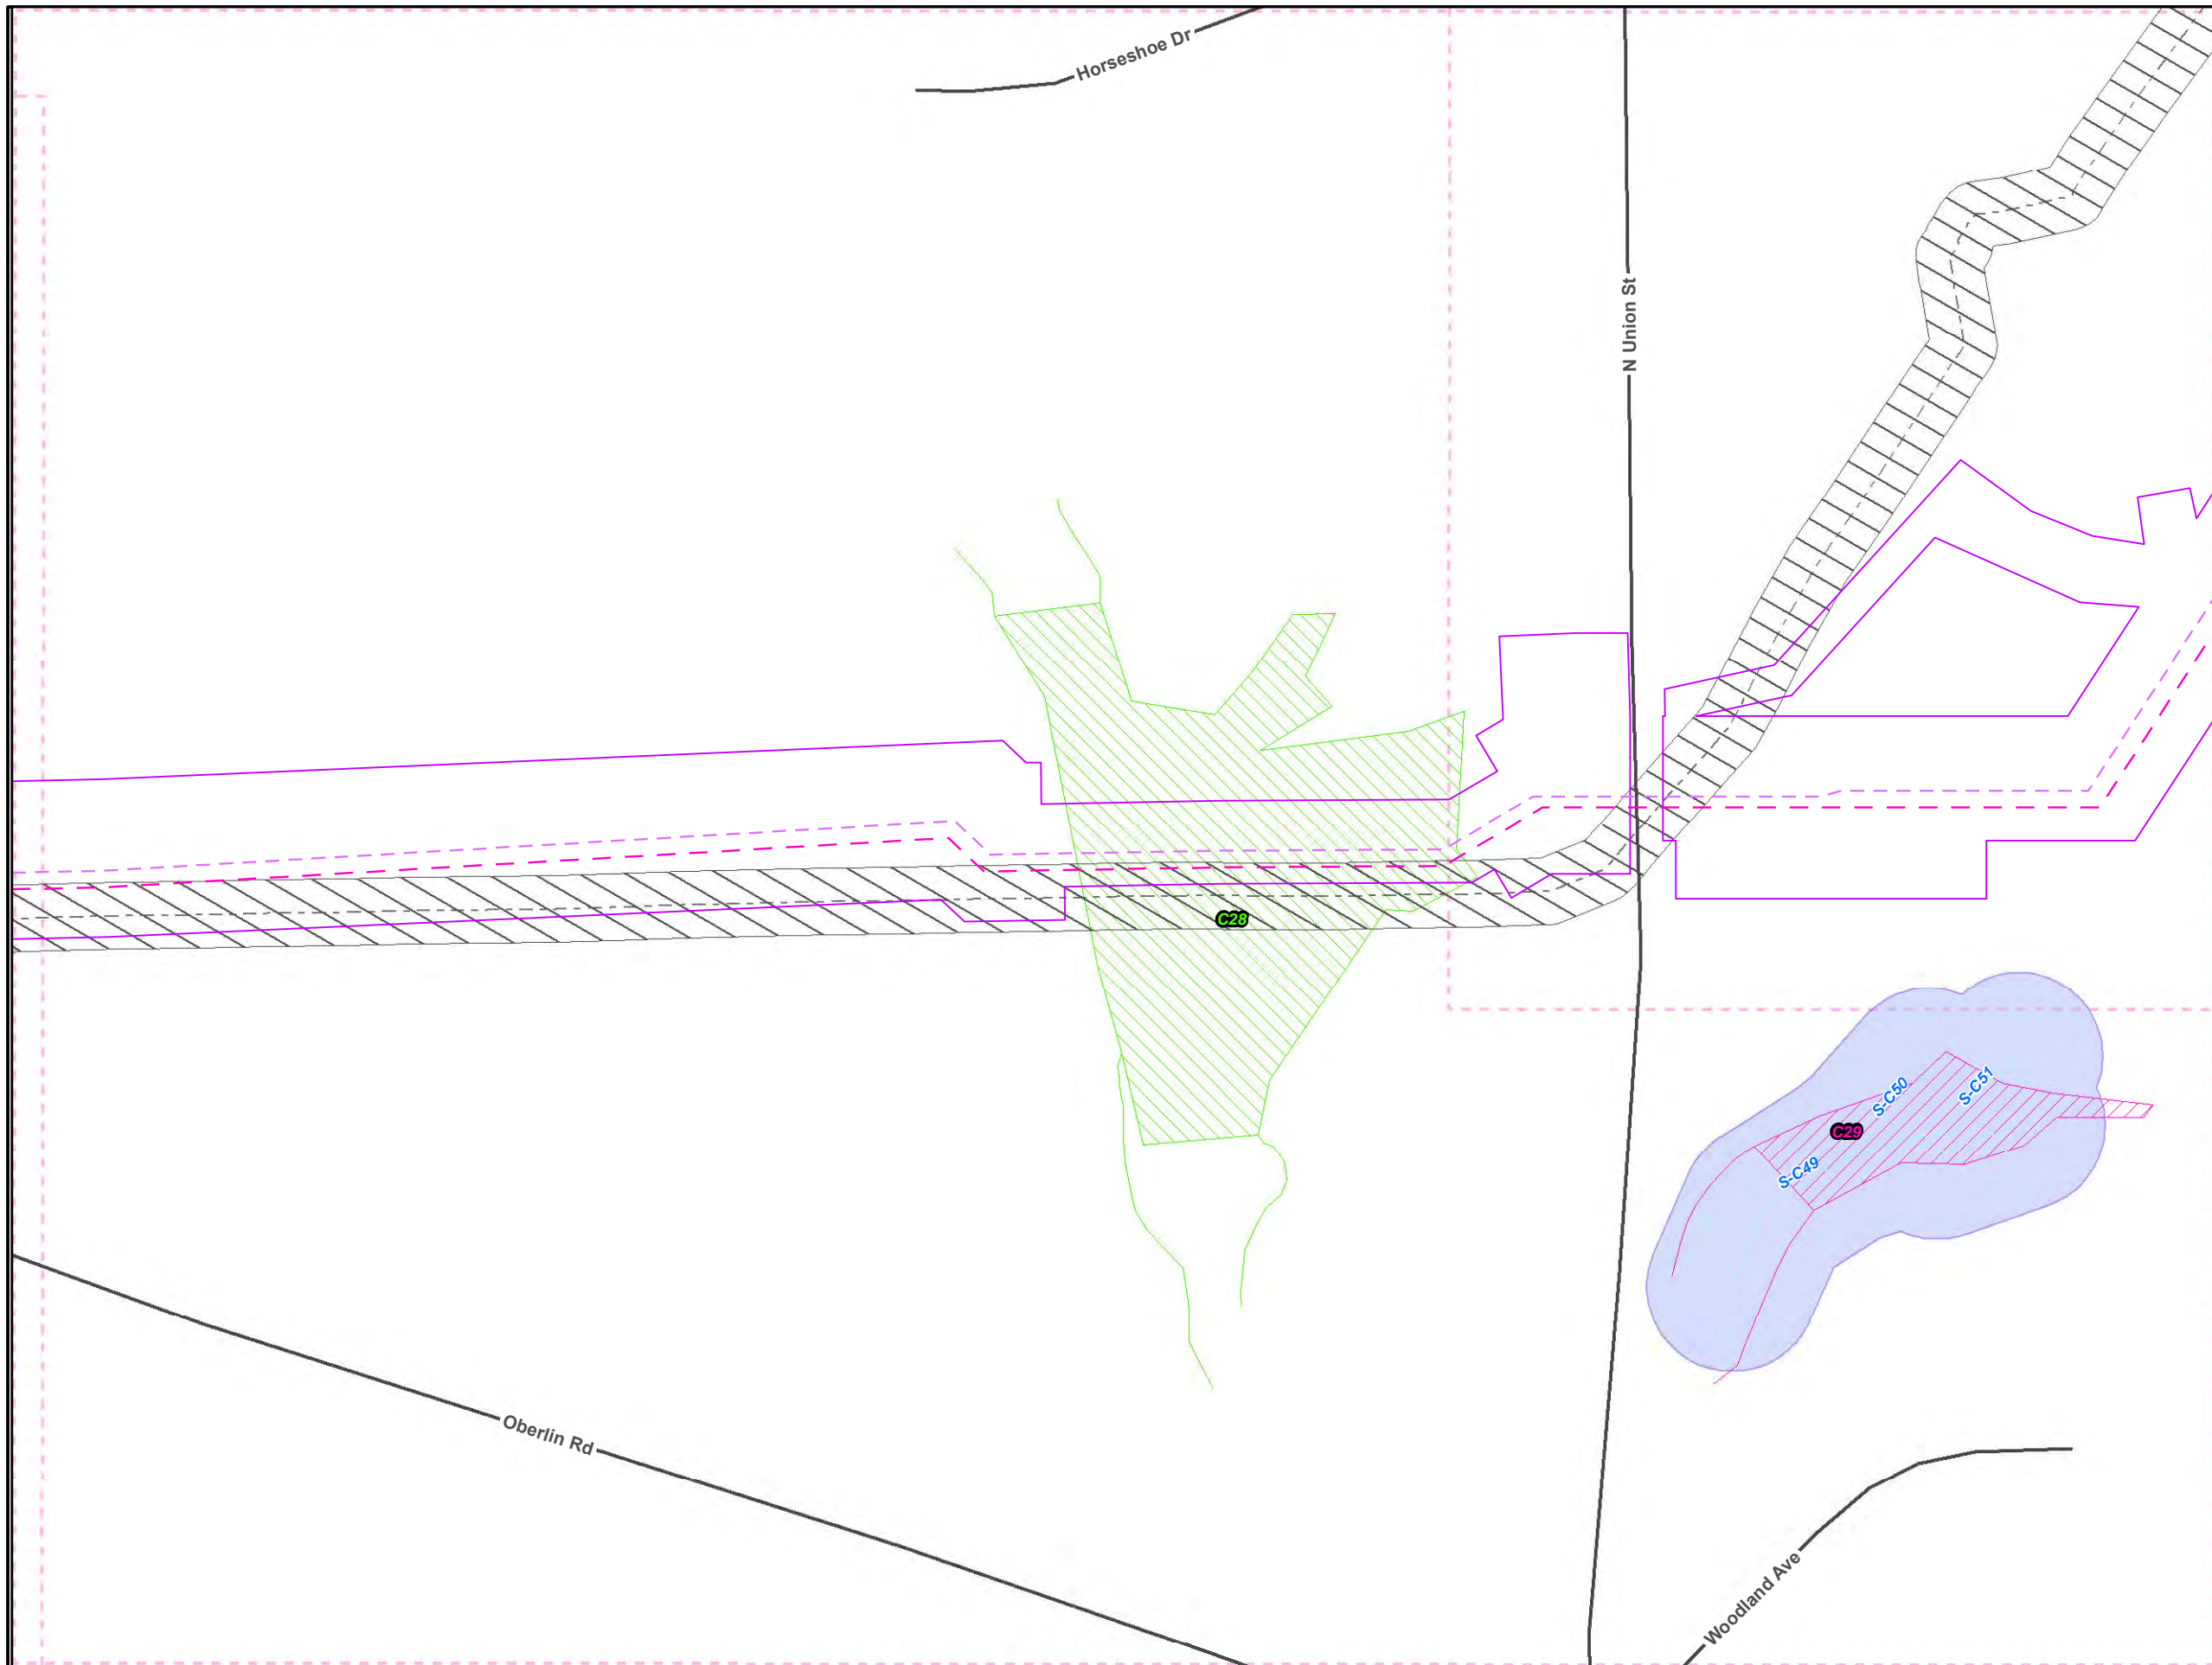 Horseshoe Dr
N Union St
C28
S-C50
S-C51
C29
S-C49
Oberlin Rd
Woodland Ave